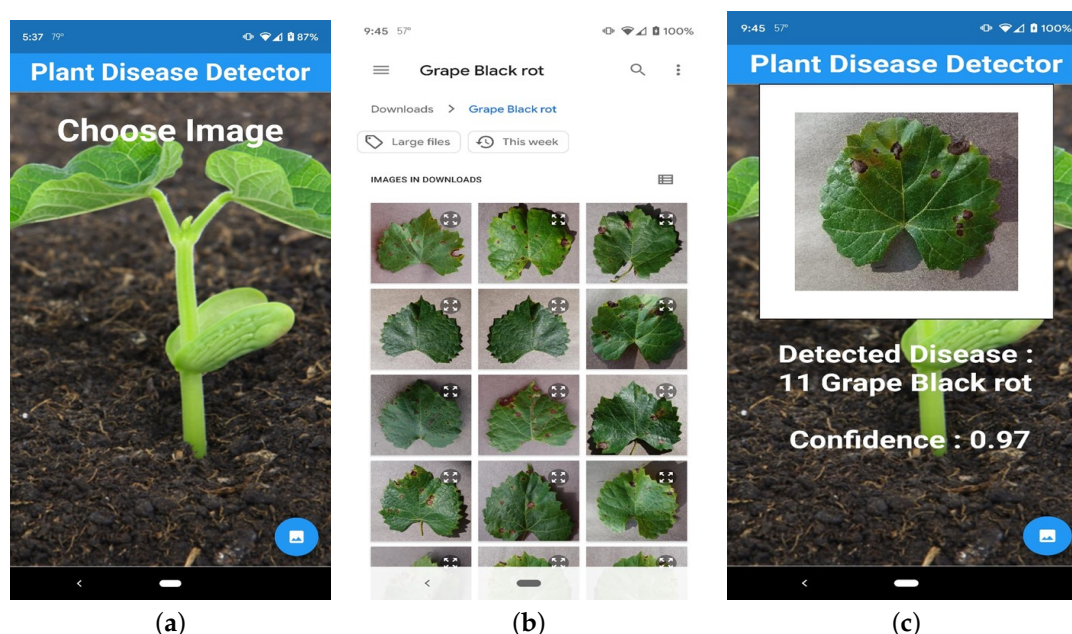 5:37 79° 87%
Plant Disease Detector
Choose Image
(a)
9:45 57° 100%
Grape Black rot
Downloads > Grape Black rot
Large files This week
IMAGES IN DOWNLOADS
(b)
9:45 57° 100%
Plant Disease Detector
Detected Disease :
11 Grape Black rot
Confidence : 0.97
(c)